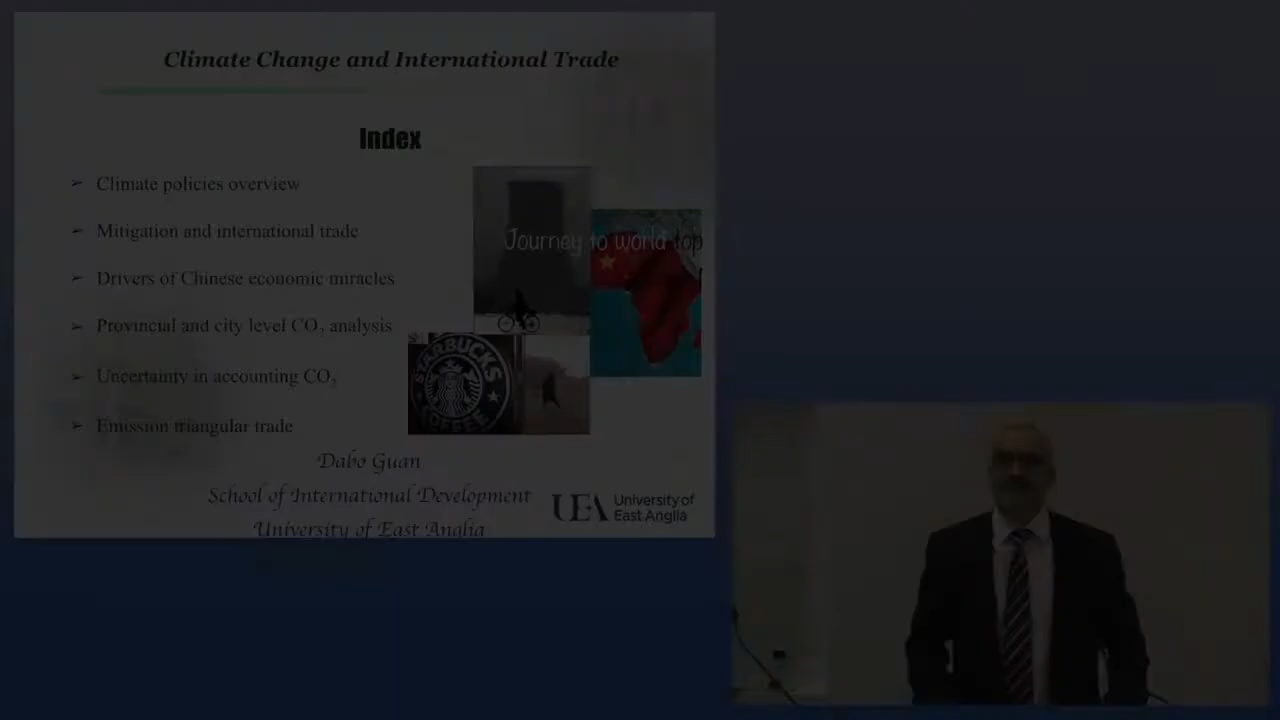 Climate Change and International Trade
Index
➢ Climate policies overview
➢ Mitigation and international trade
➢ Drivers of Chinese economic miracles
➢ Provincial and city level CO₂ analysis
➢ Uncertainty in accounting CO₂
➢ Emission triangular trade
Journey to world top
STARBUCKS
COFFEE
Dabo Guan
School of International Development
University of East Anglia
UEA University of
East Anglia